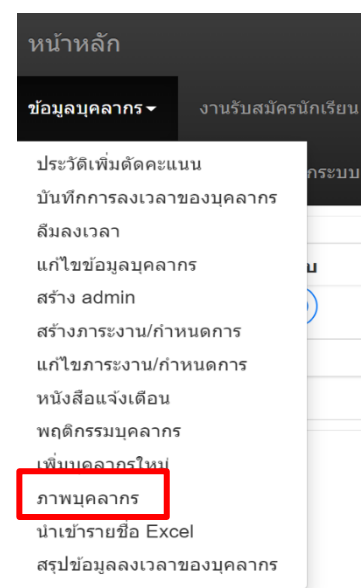 หน้าหลัก
ข้อมูลบุคลากร งานรับสมัครนักเรียน
ประวัติเพิ่มตัดคะแนน
กระบบ
บันทึกการลงเวลาของบุคลากร
ลืมลงเวลา
แก้ไขข้อมูลบุคลากร
สร้าง admin
สร้างภาระงาน/กำหนดการ
แก้ไขภาระงาน/กำหนดการ
หนังสือแจ้งเตือน
พฤติกรรมบุคลากร
เพิ่มบุคลากรใหม่
ภาพบุคลากร
นำเข้ารายชื่อ Excel
สรุปข้อมูลลงเวลาของบุคลากร